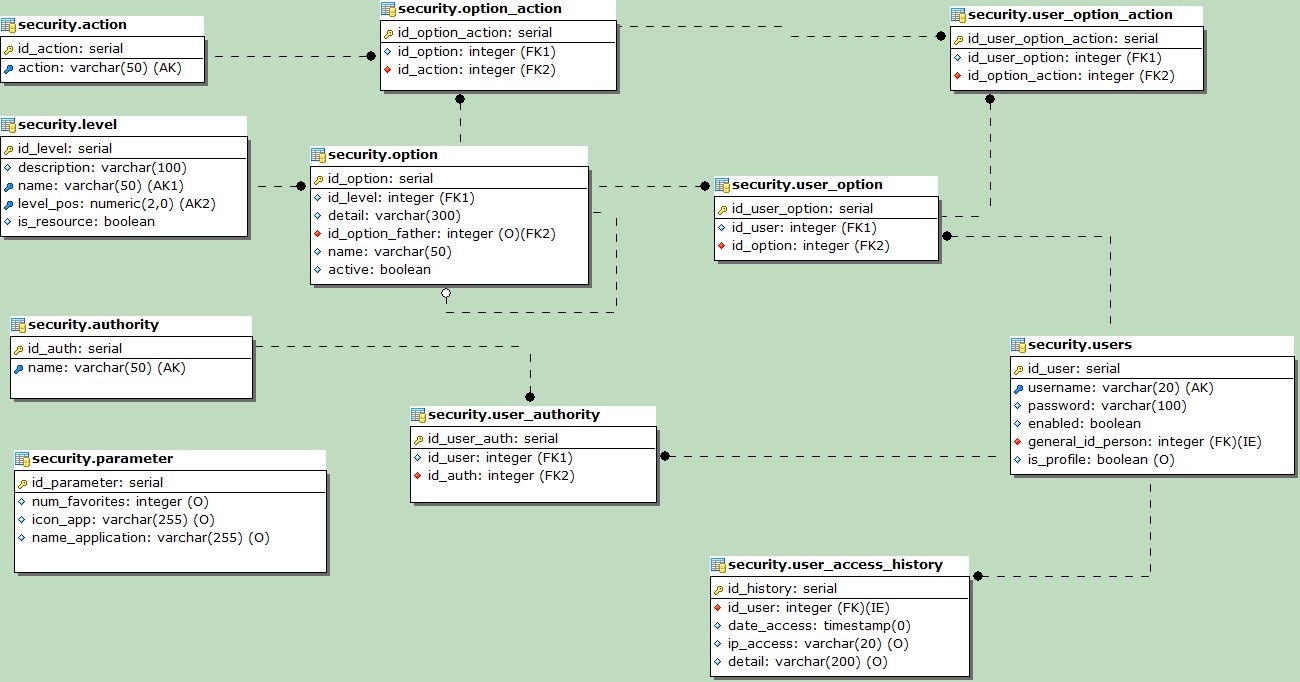 security.action
id_action: serial
action: varchar(50) (AK)
security.option_action
id_option_action: serial
id_option: integer (FK1)
id_action: integer (FK2)
security.user_option_action
id_user_option_action: serial
id_user_option: integer (FK1)
id_option_action: integer (FK2)
security.level
id_level: serial
description: varchar(100)
name: varchar(50) (AK1)
level_pos: numeric(2,0) (AK2)
is_resource: boolean
security.option
id_option: serial
id_level: integer (FK1)
detail: varchar(300)
id_option_father: integer (O)(FK2)
name: varchar(50)
active: boolean
security.user_option
id_user_option: serial
id_user: integer (FK1)
id_option: integer (FK2)
security.authority
id_auth: serial
name: varchar(50) (AK)
security.users
id_user: serial
username: varchar(20) (AK)
password: varchar(100)
enabled: boolean
general_id_person: integer (FK)(IE)
is_profile: boolean (O)
security.user_authority
id_user_auth: serial
id_user: integer (FK1)
id_auth: integer (FK2)
security.parameter
id_parameter: serial
num_favorites: integer (O)
icon_app: varchar(255) (O)
name_application: varchar(255) (O)
security.user_access_history
id_history: serial
id_user: integer (FK)(IE)
date_access: timestamp(0)
ip_access: varchar(20) (O)
detail: varchar(200) (O)